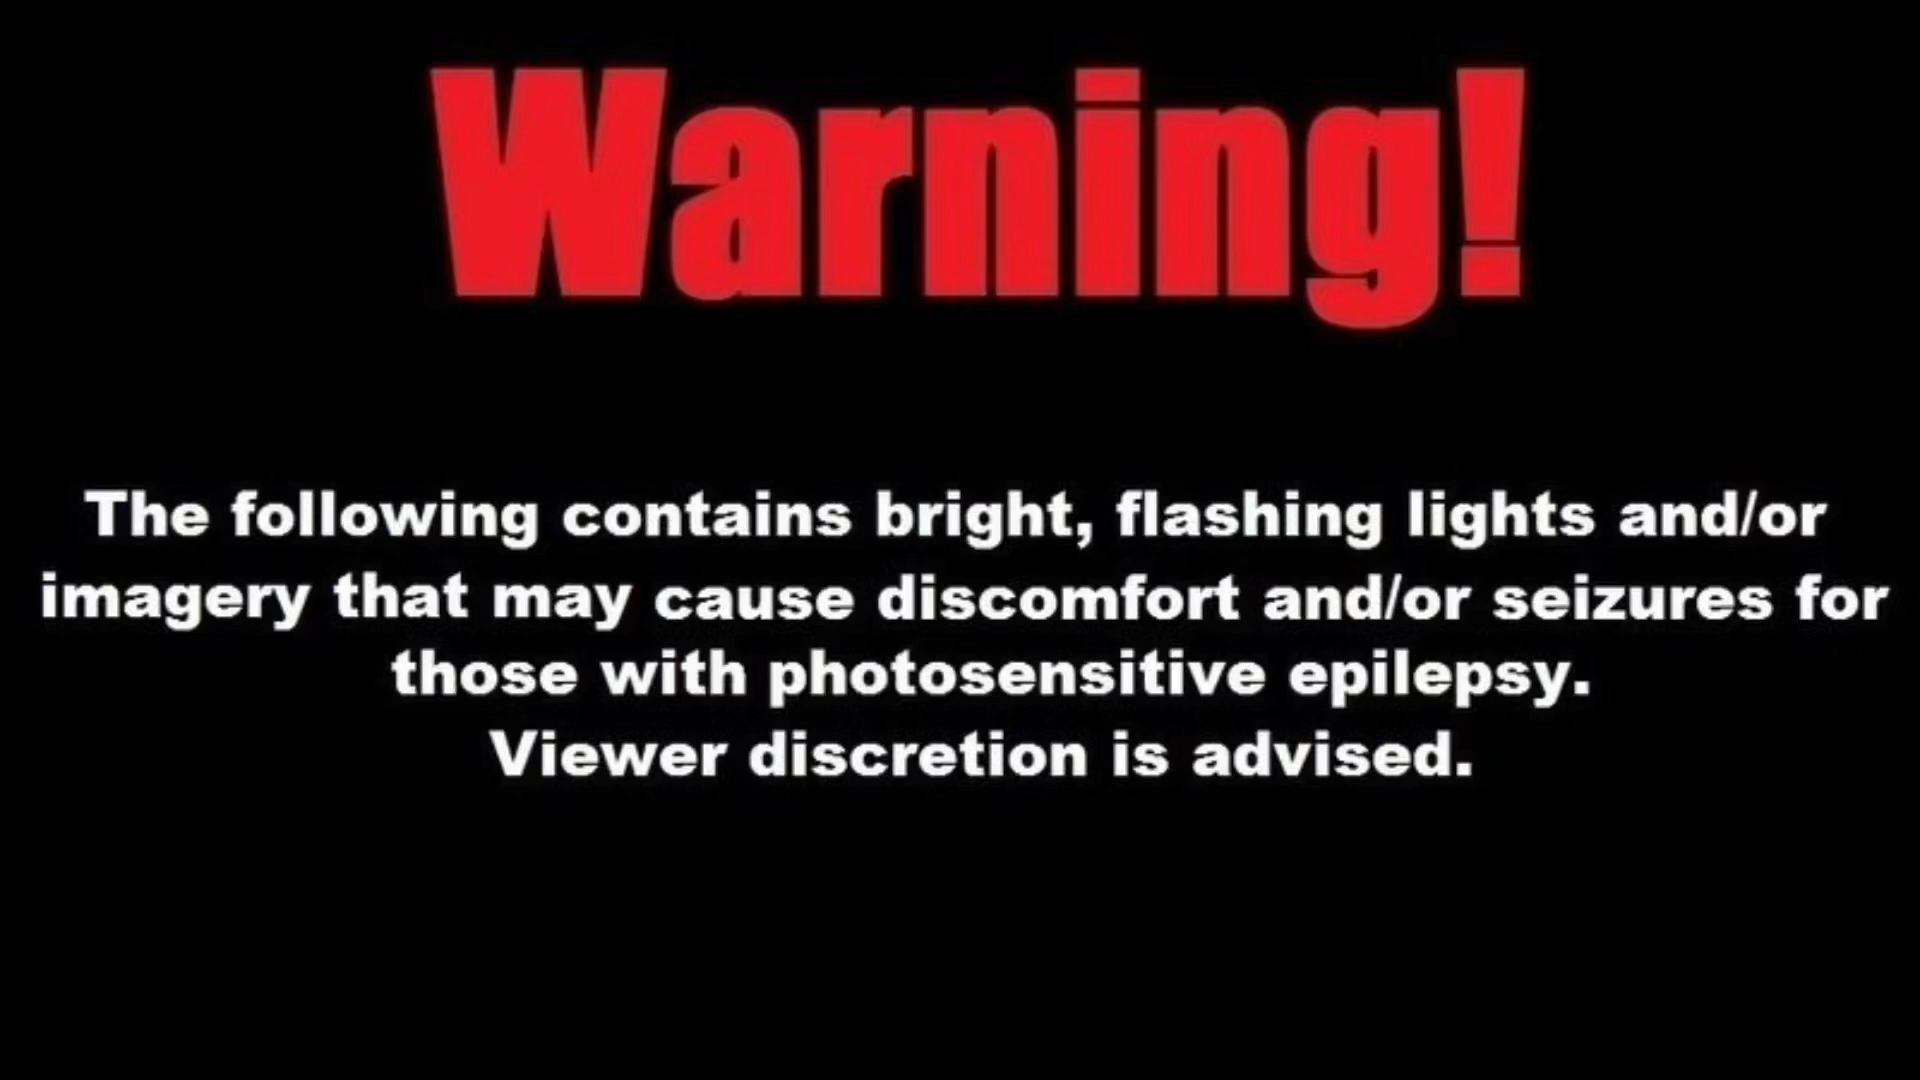 Warning!
The following contains bright, flashing lights and/or
imagery that may cause discomfort and/or seizures for
those with photosensitive epilepsy.
Viewer discretion is advised.